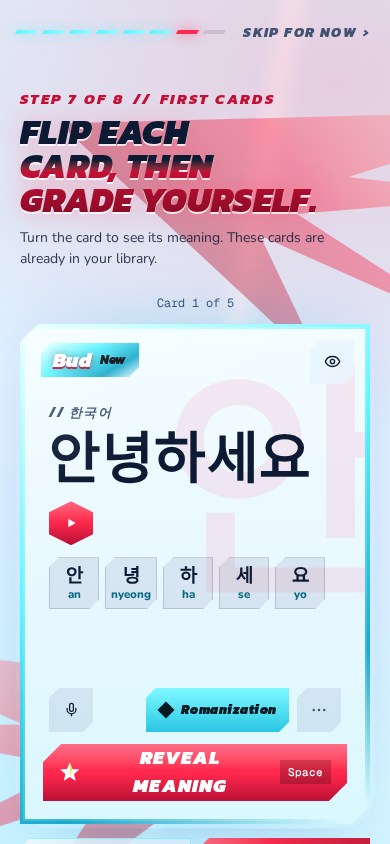 SKIP FOR NOW ›
STEP 7 OF 8 // FIRST CARDS
FLIP EACH
CARD, THEN
GRADE YOURSELF.
Turn the card to see its meaning. These cards are
already in your library.
Card 1 of 5
Bud New
// 한국어
안녕하세요
안 녕 하 세 요
an nyeong ha se yo
Romanization
REVEAL
MEANING
Space